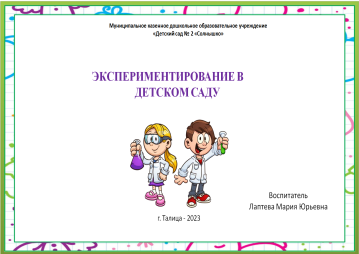 Муниципальное казенное дошкольное образовательное учреждение
«Детский сад № 2 «Солнышко»
ЭКСПЕРИМЕНТИРОВАНИЕ В
ДЕТСКОМ САДУ
Воспитатель
Лаптева Мария Юрьевна
г. Талица - 2023